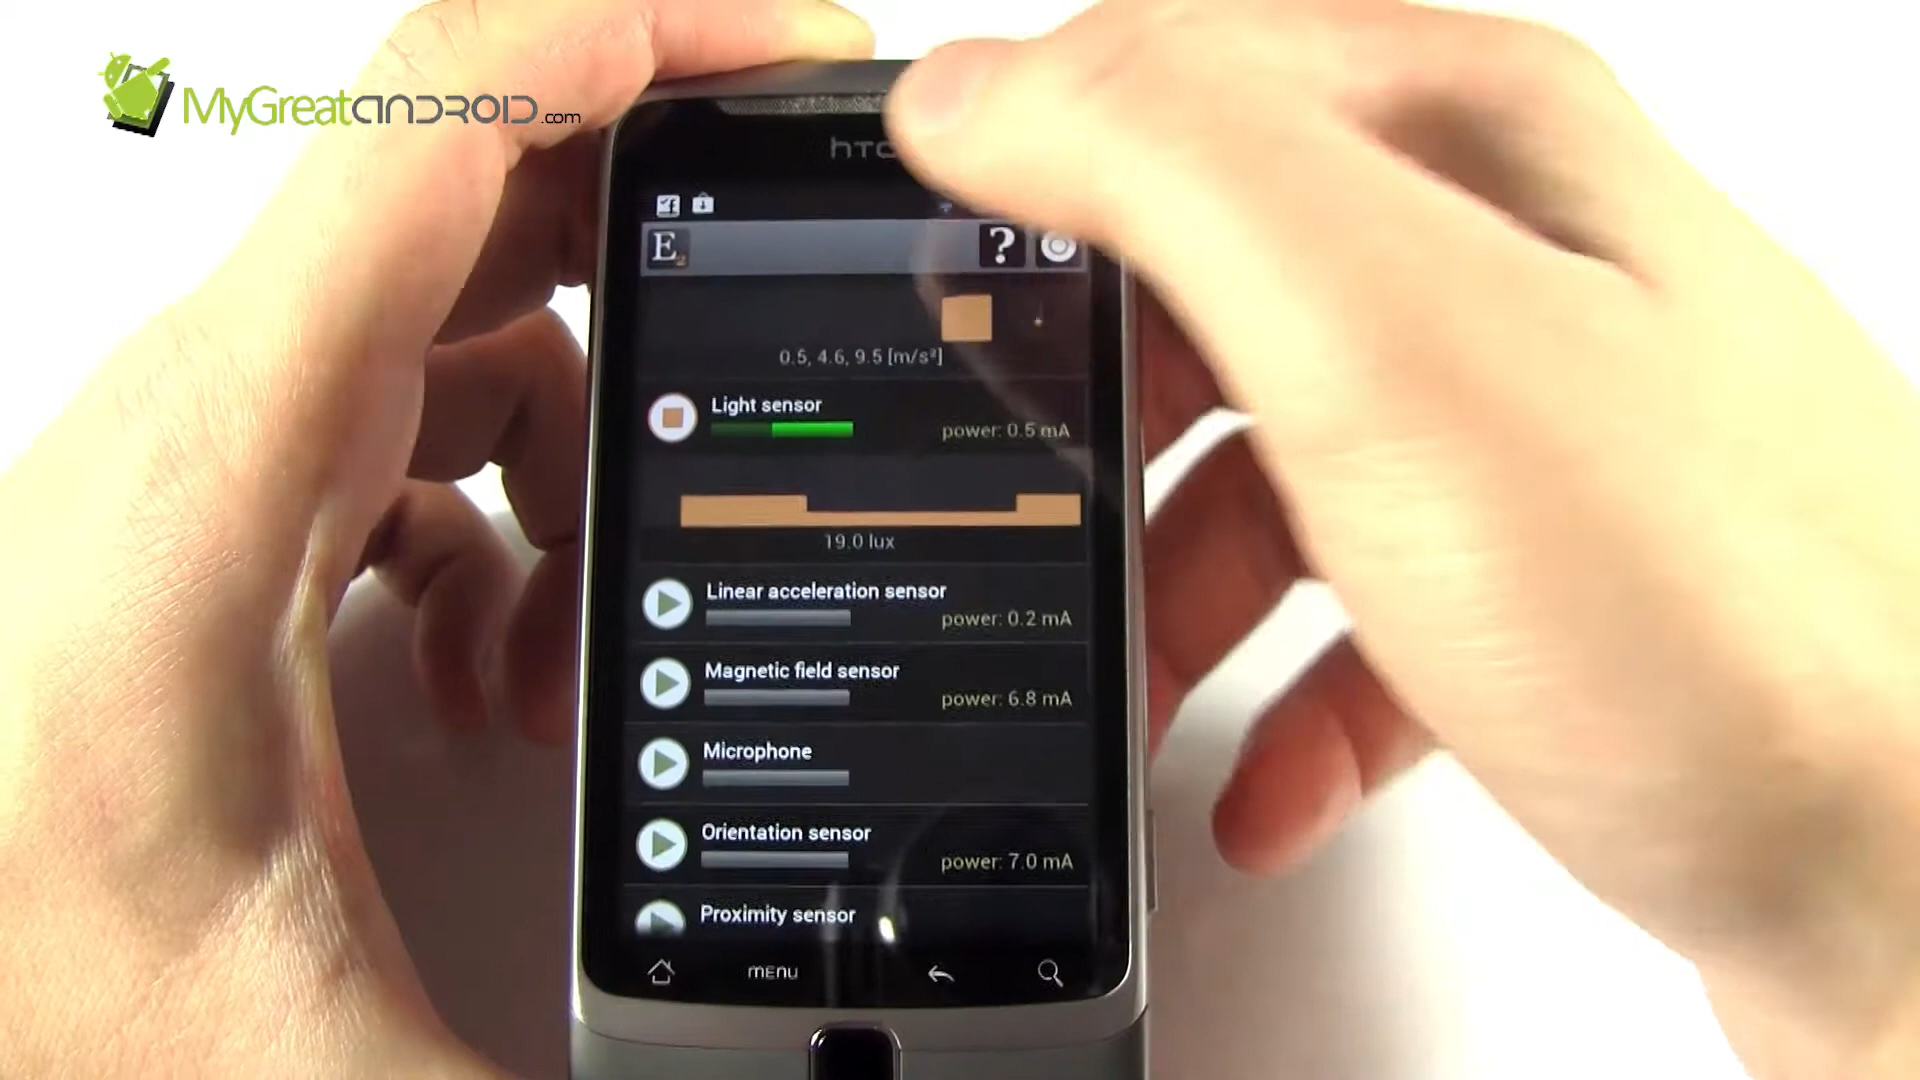 MyGreatANDROID.com
htc
E2
?
0.5, 4.6, 9.5 [m/s²]
Light sensor
power: 0.5 mA
19.0 lux
Linear acceleration sensor
power: 0.2 mA
Magnetic field sensor
power: 6.8 mA
Microphone
Orientation sensor
power: 7.0 mA
Proximity sensor
MENU